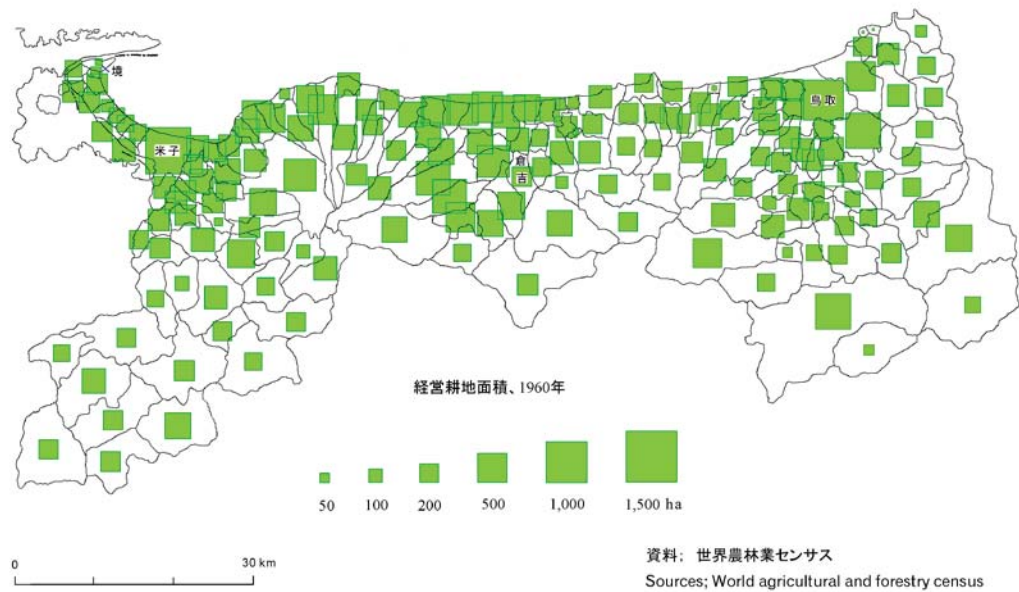 境
鳥取
米子
倉
吉
経営耕地面積、1960年
50 100 200 500 1,000 1,500 ha
0 30 km
資料; 世界農林業センサス
Sources; World agricultural and forestry census